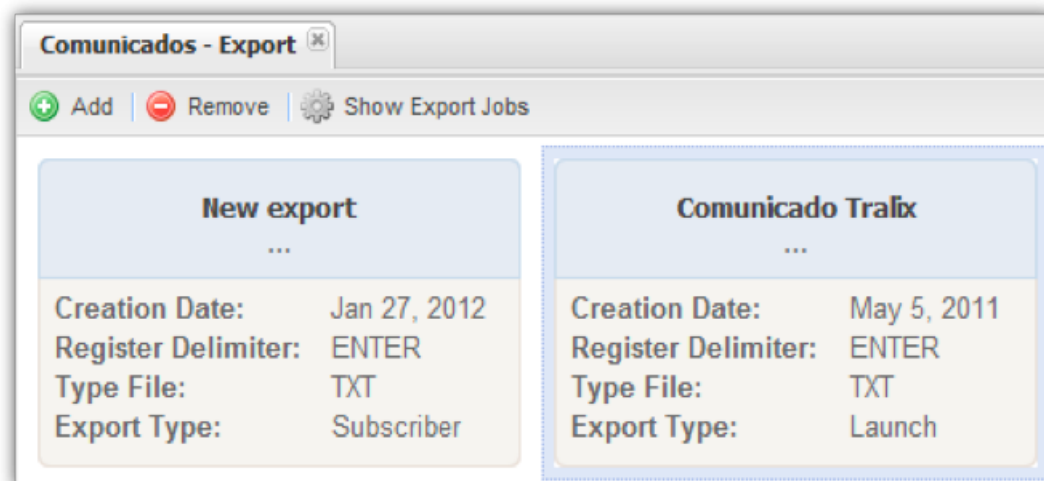 Comunicados - Export
Add Remove Show Export Jobs
New export
...
Creation Date: Jan 27, 2012
Register Delimiter: ENTER
Type File: TXT
Export Type: Subscriber
Comunicado Tralix
...
Creation Date: May 5, 2011
Register Delimiter: ENTER
Type File: TXT
Export Type: Launch